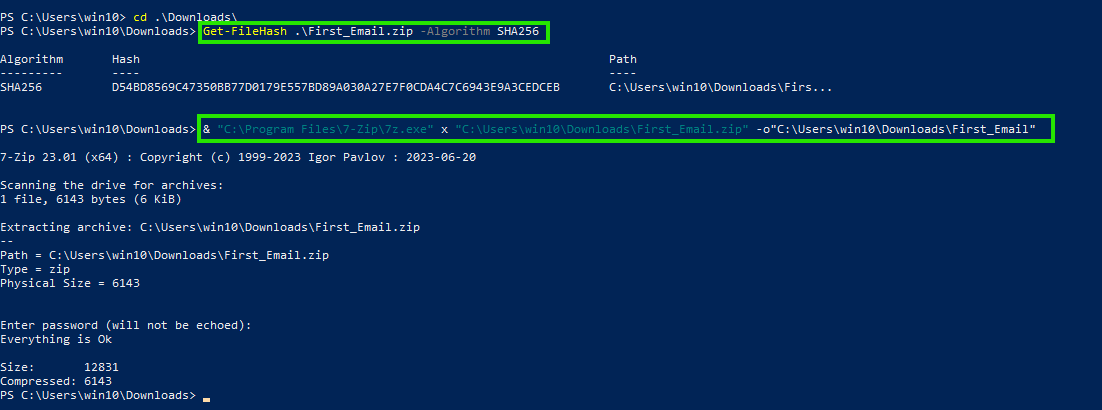 PS C:\Users\win10> cd .\Downloads\
PS C:\Users\win10\Downloads> Get-FileHash .\First_Email.zip -Algorithm SHA256
Algorithm Hash Path
--------- ---- ----
SHA256 D54BD8569C47350BB77D0179E557BD89A030A27E7F0CDA4C7C6943E9A3CEDCEB C:\Users\win10\Downloads\Firs...
PS C:\Users\win10\Downloads> & "C:\Program Files\7-Zip\7z.exe" x "C:\Users\win10\Downloads\First_Email.zip" -o"C:\Users\win10\Downloads\First_Email"
7-Zip 23.01 (x64) : Copyright (c) 1999-2023 Igor Pavlov : 2023-06-20
Scanning the drive for archives:
1 file, 6143 bytes (6 KiB)
Extracting archive: C:\Users\win10\Downloads\First_Email.zip
--
Path = C:\Users\win10\Downloads\First_Email.zip
Type = zip
Physical Size = 6143
Enter password (will not be echoed):
Everything is Ok
Size: 12831
Compressed: 6143
PS C:\Users\win10\Downloads> _